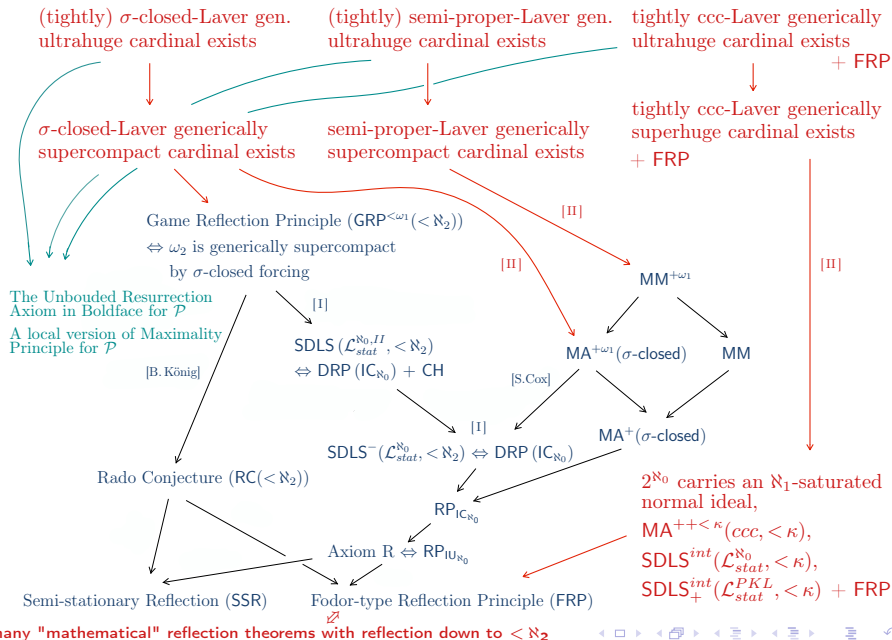 (tightly) σ-closed-Laver gen.
ultrahuge cardinal exists
(tightly) semi-proper-Laver gen.
ultrahuge cardinal exists
tightly ccc-Laver generically
ultrahuge cardinal exists
+ FRP
σ-closed-Laver generically
supercompact cardinal exists
semi-proper-Laver generically
supercompact cardinal exists
tightly ccc-Laver generically
superhuge cardinal exists
+ FRP
Game Reflection Principle (GRP^{<ω₁}(< ℵ₂))
⇔ ω₂ is generically supercompact
by σ-closed forcing
[II]
[II]
[II]
The Unbouded Resurrection
Axiom in Boldface for 𝒫
A local version of Maximality
Principle for 𝒫
MM^{+ω₁}
[I]
SDLS(ℒ_{stat}^{ℵ₀,II}, < ℵ₂)
⇔ DRP(IC_{ℵ₀}) + CH
MA^{+ω₁}(σ-closed)
MM
[B. König]
[S.Cox]
[I]
SDLS⁻(ℒ_{stat}^{ℵ₀}, < ℵ₂) ⇔ DRP(IC_{ℵ₀})
MA⁺(σ-closed)
Rado Conjecture (RC(< ℵ₂))
RP_{IC_{ℵ₀}}
2^{ℵ₀} carries an ℵ₁-saturated
normal ideal,
MA^{++<κ}(ccc, < κ),
SDLS^{int}(ℒ_{stat}^{ℵ₀}, < κ),
SDLS_{+}^{int}(ℒ_{stat}^{PKL}, < κ) + FRP
Axiom R ⇔ RP_{IU_{ℵ₀}}
Semi-stationary Reflection (SSR)
Fodor-type Reflection Principle (FRP)
⇔
many "mathematical" reflection theorems with reflection down to < ℵ₂